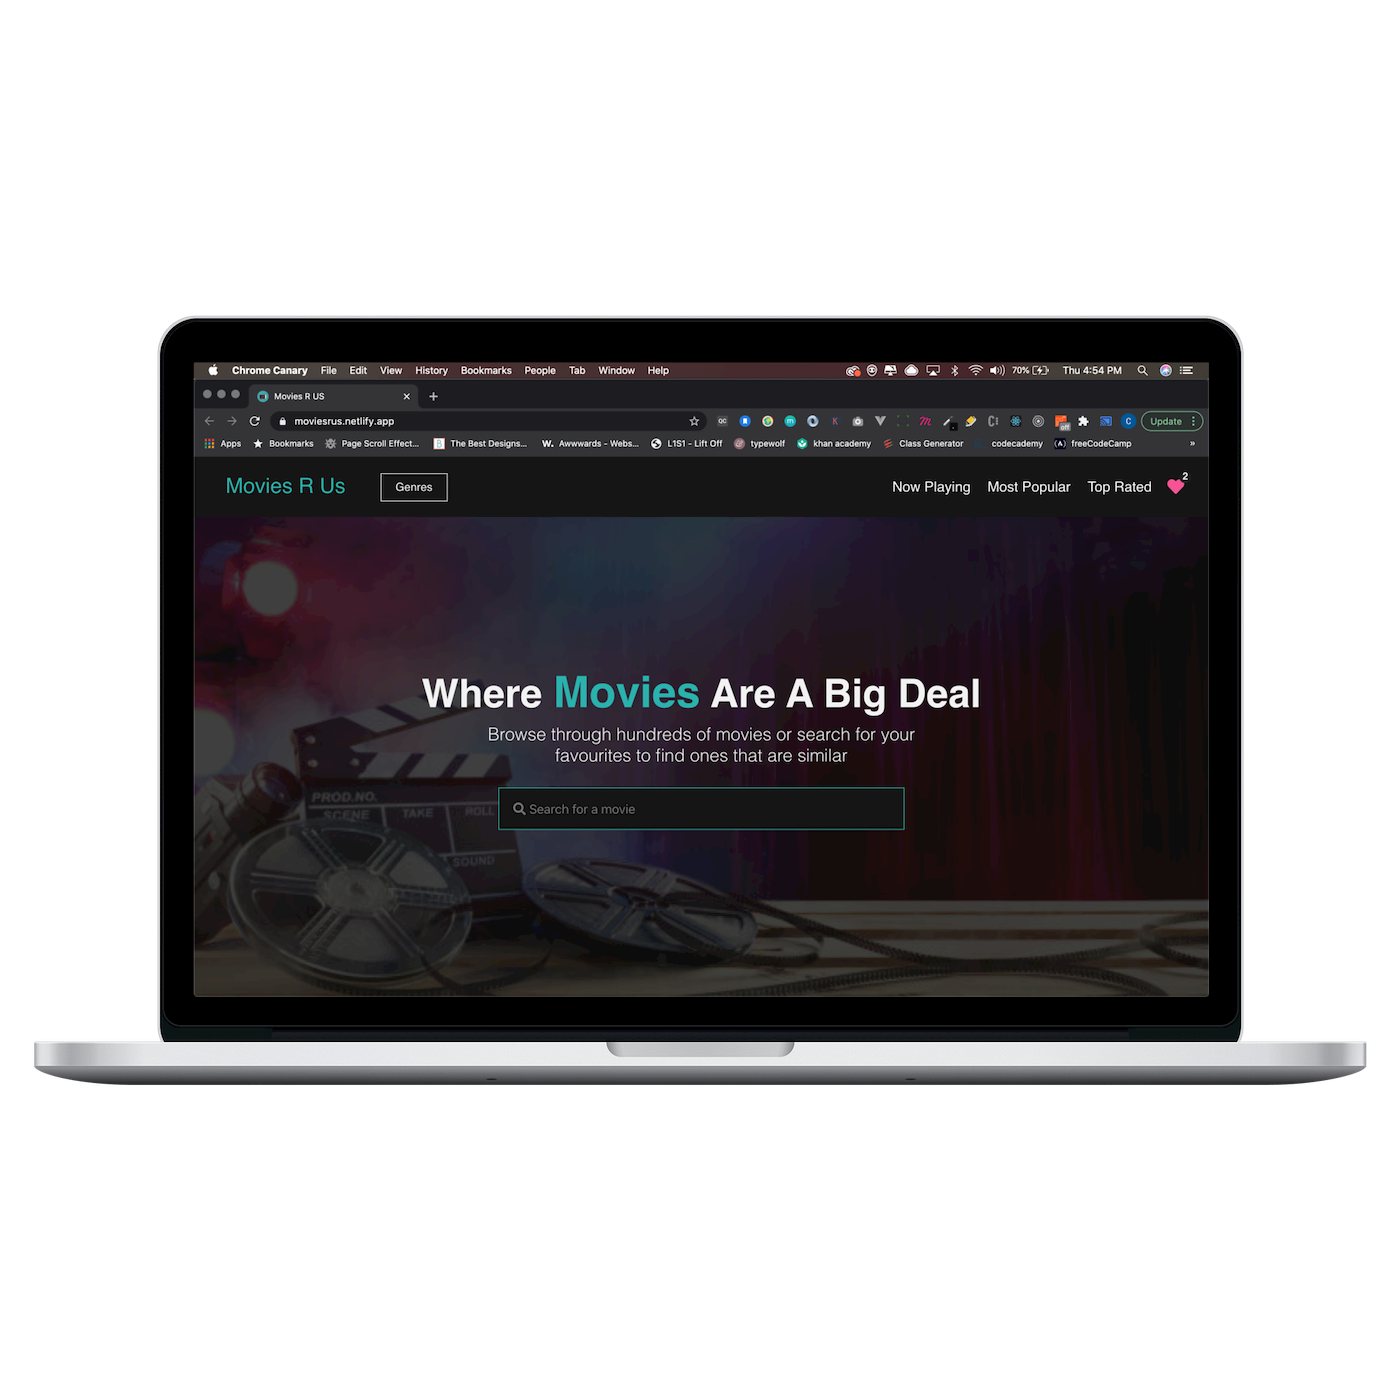 Chrome Canary File Edit View History Bookmarks People Tab Window Help 70% Thu 4:54 PM
Movies R US
moviesrus.netlify.app Update
Apps Bookmarks Page Scroll Effect... The Best Designs... W. Awwwards - Webs... L1S1 - Lift Off typewolf khan academy Class Generator codecademy freeCodeCamp »
Movies R Us Genres Now Playing Most Popular Top Rated 2
Where Movies Are A Big Deal
Browse through hundreds of movies or search for your
favourites to find ones that are similar
Search for a movie
PROD.NO.
SCENE TAKE ROLL
SOUND